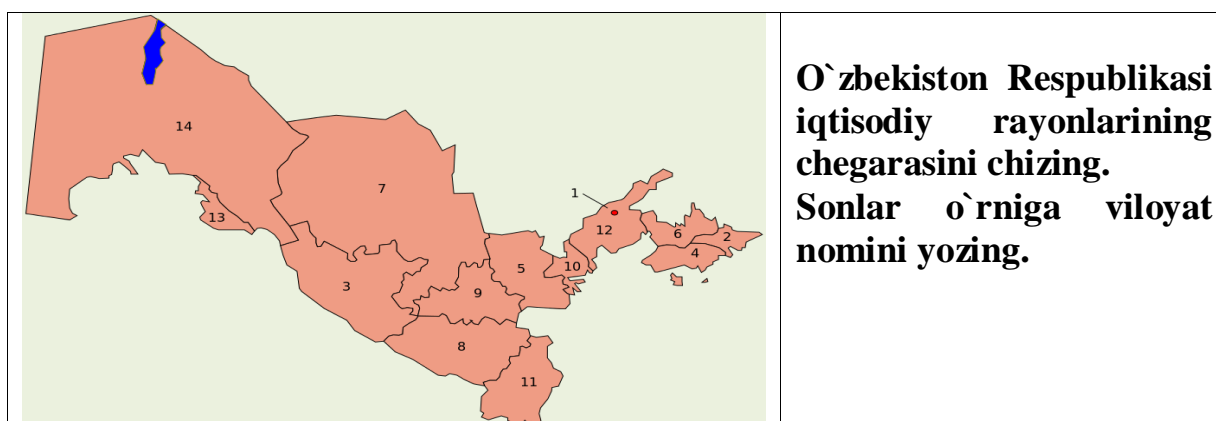 14
7
1
13
12
6
2
4
5
10
3
9
8
11
O`zbekiston Respublikasi
iqtisodiy rayonlarining
chegarasini chizing.
Sonlar o`rniga viloyat
nomini yozing.